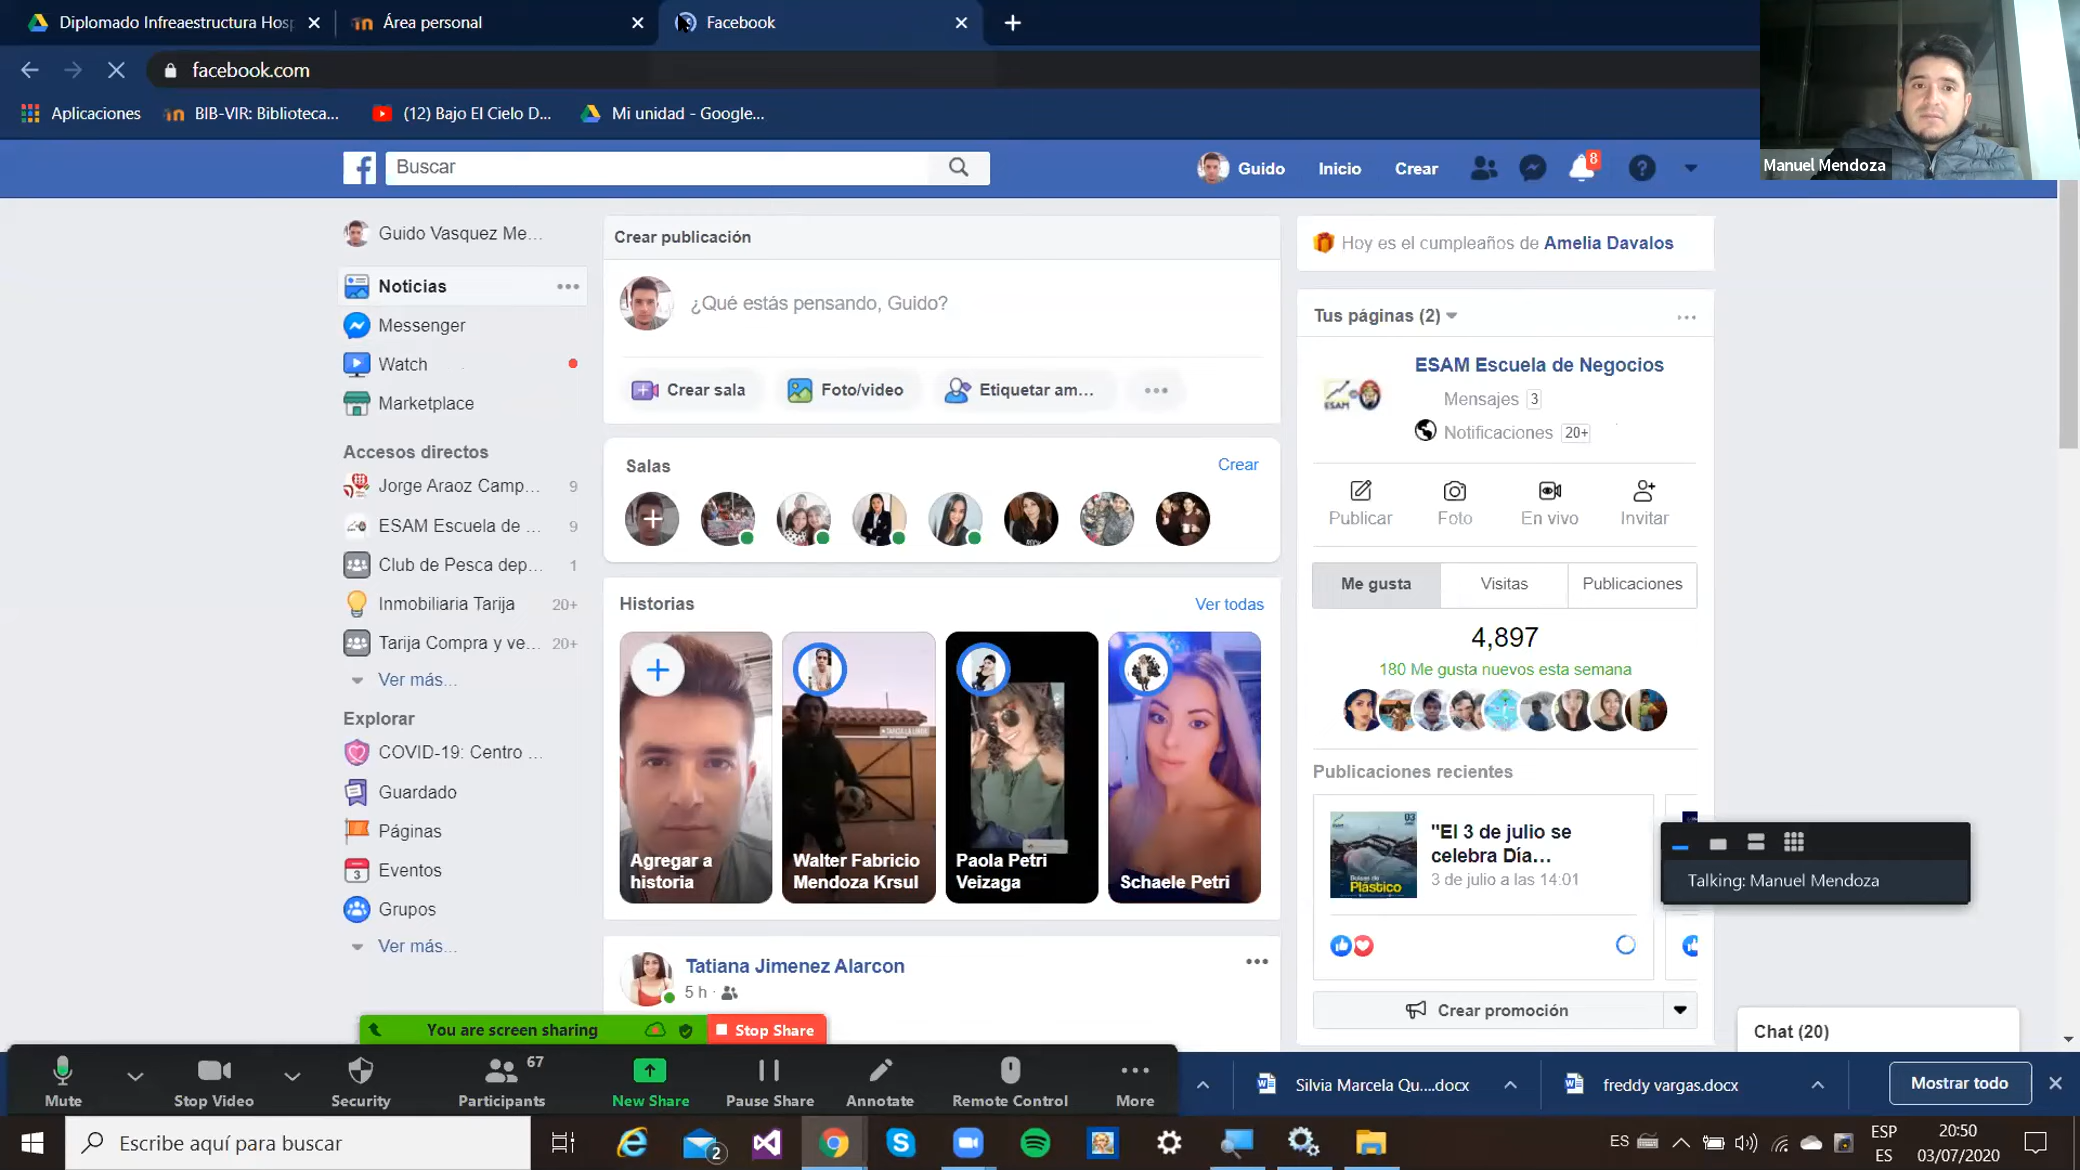 Diplomado Infreaestructura Hosp
Área personal
Facebook
facebook.com
Aplicaciones
BIB-VIR: Biblioteca...
(12) Bajo El Cielo D...
Mi unidad - Google...
Manuel Mendoza
Buscar
Guido
Inicio
Crear
8
Guido Vasquez Me...
Noticias
Messenger
Watch
Marketplace
Accesos directos
Jorge Araoz Camp... 9
ESAM Escuela de ... 9
Club de Pesca dep... 1
Inmobiliaria Tarija 20+
Tarija Compra y ve... 20+
Ver más...
Explorar
COVID-19: Centro ...
Guardado
Páginas
3
Eventos
Grupos
Ver más...
Crear publicación
¿Qué estás pensando, Guido?
Crear sala
Foto/video
Etiquetar am...
Salas
Crear
Historias
Ver todas
Agregar a
historia
Walter Fabricio
Mendoza Krsul
Paola Petri
Veizaga
Schaele Petri
Tatiana Jimenez Alarcon
5 h ·
Hoy es el cumpleaños de Amelia Davalos
Tus páginas (2)
ESAM
ESAM Escuela de Negocios
Mensajes 3
Notificaciones 20+
Publicar
Foto
En vivo
Invitar
Me gusta
Visitas
Publicaciones
4,897
180 Me gusta nuevos esta semana
Publicaciones recientes
03
Plástico
"El 3 de julio se
celebra Día...
3 de julio a las 14:01
Crear promoción
Talking: Manuel Mendoza
Chat (20)
You are screen sharing
Stop Share
Mute
Stop Video
Security
Participants
67
New Share
Pause Share
Annotate
Remote Control
More
Silvia Marcela Qu....docx
freddy vargas.docx
Mostrar todo
Escribe aquí para buscar
2
ES
ESP
ES
20:50
03/07/2020